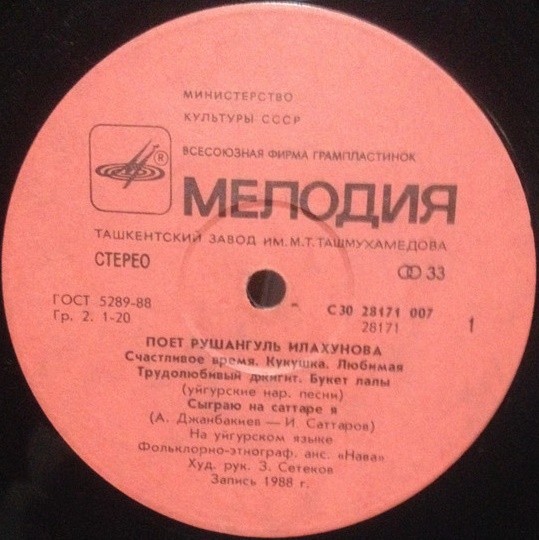 МИНИСТЕРСТВО
КУЛЬТУРЫ СССР
ВСЕСОЮЗНАЯ ФИРМА ГРАМПЛАСТИНОК
®
МЕЛОДИЯ
ТАШКЕНТСКИЙ ЗАВОД ИМ. М. Т. ТАШМУХАМЕДОВА
СТЕРЕО
33
ГОСТ 5289-88
Гр. 2. 1-20
С30 28171 007
28171
1
ПОЕТ РУШАНГУЛЬ ИЛАХУНОВА
Счастливое время. Кукушка. Любимая
Трудолюбивый джигит. Букет лалы
(уйгурские нар. песни)
Сыграю на саттаре я
(А. Джанбакиев — И. Саттаров)
На уйгурском языке
Фольклорно-этнограф. анс. «Нава»
Худ. рук. З. Сетеков
Запись 1988 г.